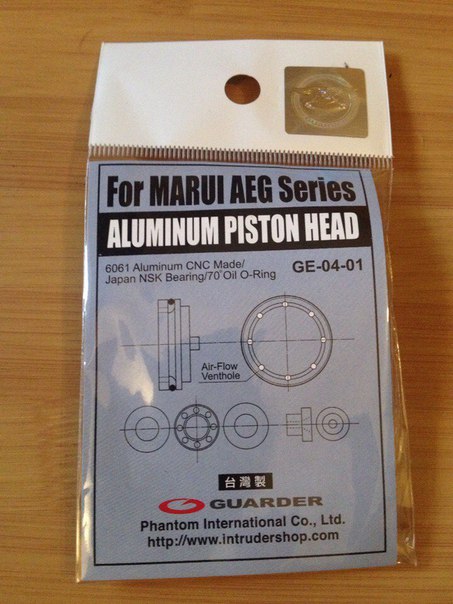 For MARUI AEG Series
ALUMINUM PISTON HEAD
6061 Aluminum CNC Made/
Japan NSK Bearing/70°Oil O-Ring
GE-04-01
Air-Flow
Venthole
台灣製
GUARDER
Phantom International Co., Ltd.
http://www.intrudershop.com